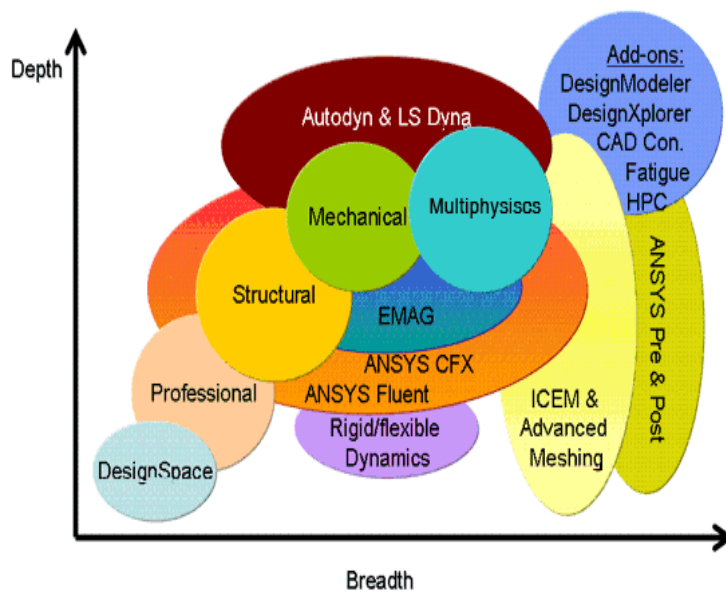 Depth
Add-ons:
DesignModeler
DesignXplorer
CAD Con.
Fatigue
HPC
Autodyn & LS Dyna
Mechanical
Multiphysiscs
Structural
EMAG
ANSYS CFX
ANSYS Fluent
Professional
Rigid/flexible
Dynamics
ICEM &
Advanced
Meshing
ANSYS Pre & Post
DesignSpace
Breadth